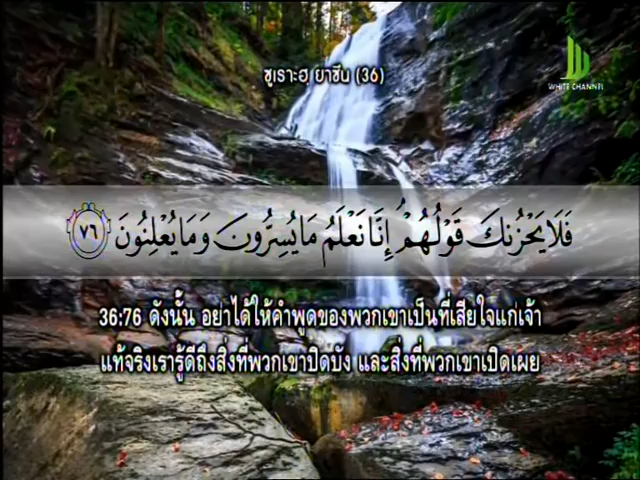 ซูเราะฮฺ ยาซีน (36)
WHITE CHANNEL
فَلَا يَحْزُنكَ قَوْلُهُمْ ۘ إِنَّا نَعْلَمُ مَا يُسِرُّونَ وَمَا يُعْلِنُونَ ٧٦
36:76 ดังนั้น อย่าได้ให้คำพูดของพวกเขาเป็นที่เสียใจแก่เจ้า
แท้จริงเรารู้ดีถึงสิ่งที่พวกเขาปิดบัง และสิ่งที่พวกเขาเปิดเผย